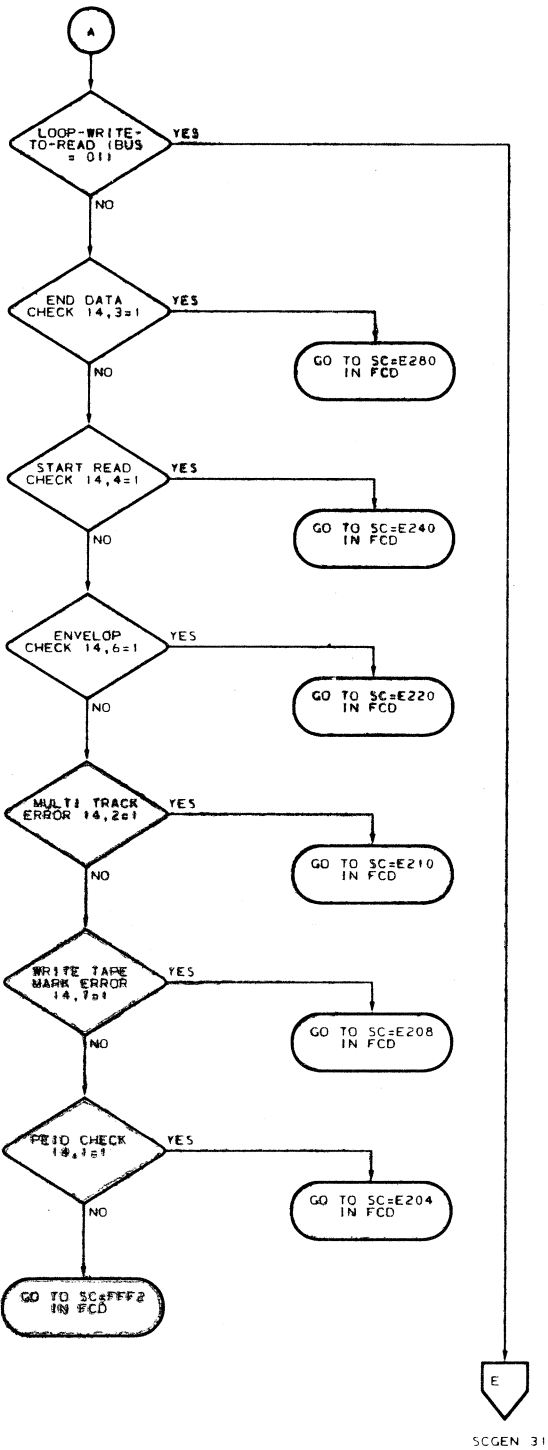 A
LOOP-WRITE-
TO-READ (BUS
= 01)
YES
NO
END DATA
CHECK 14,3=1
YES
GO TO SC=E280
IN FCD
NO
START READ
CHECK 14,4=1
YES
GO TO SC=E240
IN FCD
NO
ENVELOP
CHECK 14,6=1
YES
GO TO SC=E220
IN FCD
NO
MULTI TRACK
ERROR 14,2=1
YES
GO TO SC=E210
IN FCD
NO
WRITE TAPE
MARK ERROR
14,7=1
YES
GO TO SC=E208
IN FCD
NO
PEID CHECK
14,1=1
YES
GO TO SC=E204
IN FCD
NO
GO TO SC=FFF2
IN FCD
E
SCGEN 31